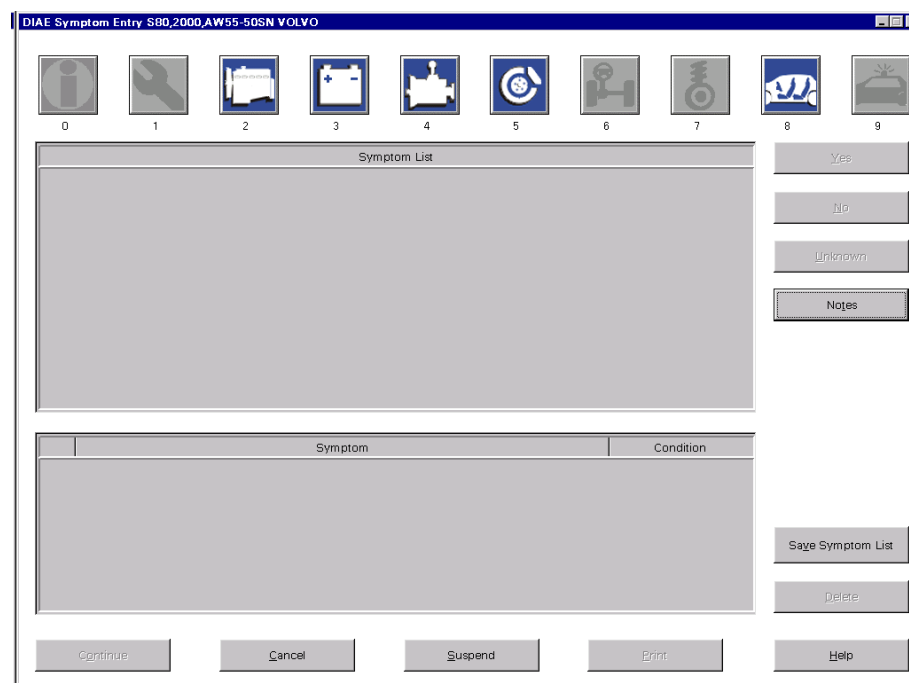 DIAE Symptom Entry S80,2000,AW55-50SN VOLVO
0 1 2 3 4 5 6 7 8 9
Symptom List
Yes
No
Unknown
Notes
Symptom Condition
Save Symptom List
Delete
Continue Cancel Suspend Print Help